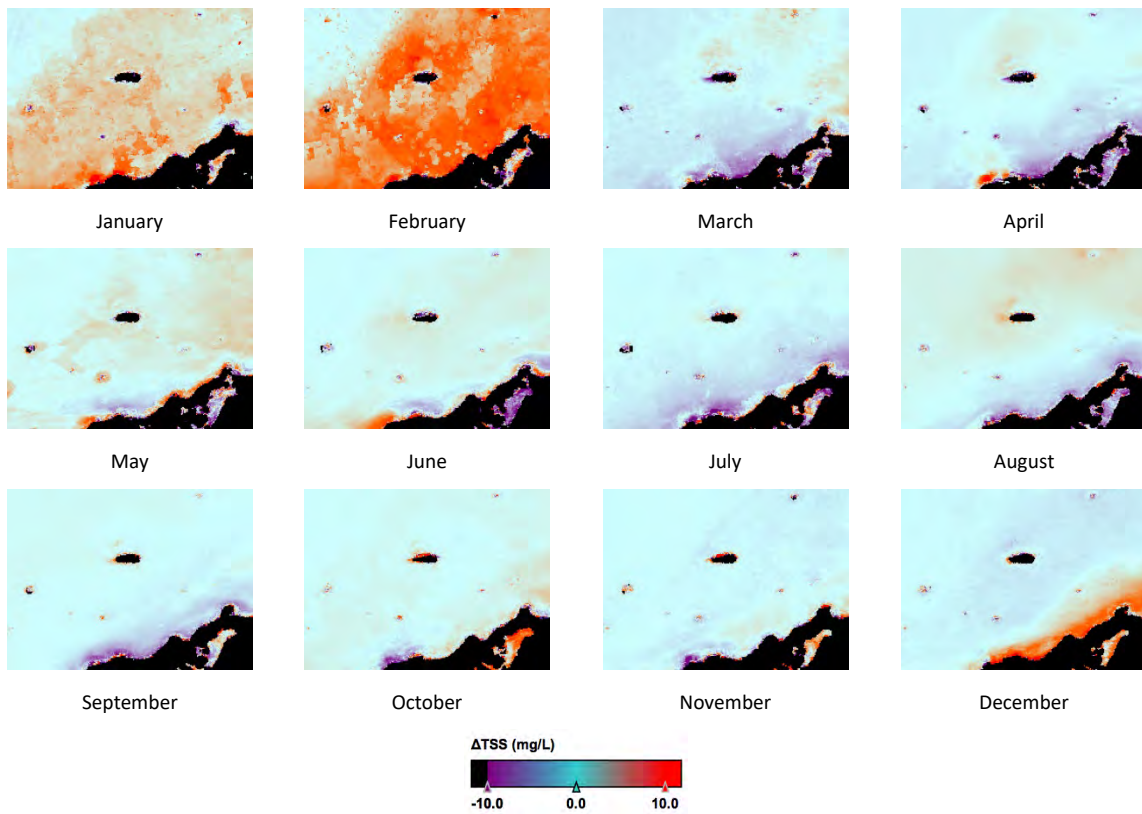 January February March April
May June July August
September October November December
ΔTSS (mg/L)
-10.0 0.0 10.0